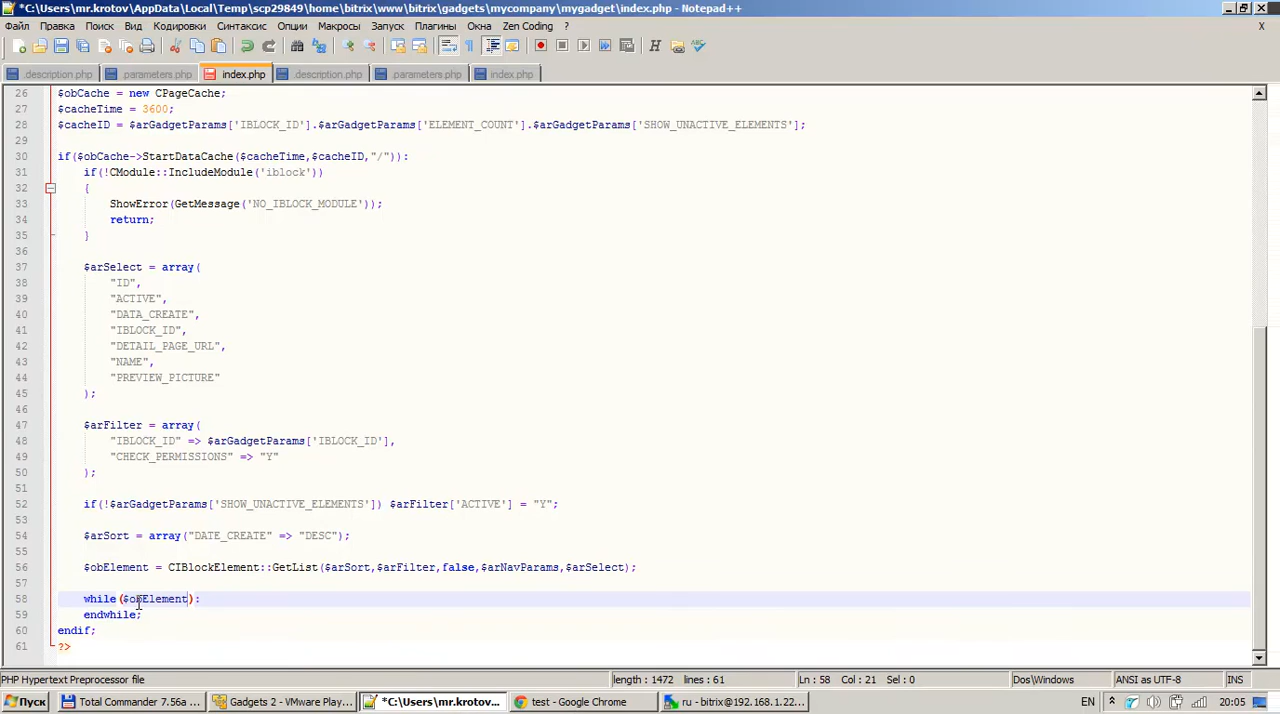 *C:\Users\mr.krotov\AppData\Local\Temp\scp29849\home\bitrix\www\bitrix\gadgets\mycompany\mygadget\index.php - Notepad++
Файл Правка Поиск Вид Кодировки Синтаксис Опции Макросы Запуск Плагины Окна Zen Coding ? X
description.php parameters.php index.php description.php parameters.php index.php
26 $obCache = new CPageCache;
27 $cacheTime = 3600;
28 $cacheID = $arGadgetParams['IBLOCK_ID'].$arGadgetParams['ELEMENT_COUNT'].$arGadgetParams['SHOW_UNACTIVE_ELEMENTS'];
29
30 if($obCache->StartDataCache($cacheTime,$cacheID,"/")):
31 if(!CModule::IncludeModule('iblock'))
32 {
33 ShowError(GetMessage('NO_IBLOCK_MODULE'));
34 return;
35 }
36
37 $arSelect = array(
38 "ID",
39 "ACTIVE",
40 "DATA_CREATE",
41 "IBLOCK_ID",
42 "DETAIL_PAGE_URL",
43 "NAME",
44 "PREVIEW_PICTURE"
45 );
46
47 $arFilter = array(
48 "IBLOCK_ID" => $arGadgetParams['IBLOCK_ID'],
49 "CHECK_PERMISSIONS" => "Y"
50 );
51
52 if(!$arGadgetParams['SHOW_UNACTIVE_ELEMENTS']) $arFilter['ACTIVE'] = "Y";
53
54 $arSort = array("DATE_CREATE" => "DESC");
55
56 $obElement = CIBlockElement::GetList($arSort,$arFilter,false,$arNavParams,$arSelect);
57
58 while($obElement):
59 endwhile;
60 endif;
61 ?>
PHP Hypertext Preprocessor file length : 1472 lines : 61 Ln : 58 Col : 21 Sel : 0 Dos\Windows ANSI as UTF-8 INS
Пуск Total Commander 7.56a ... Gadgets 2 - VMware Play... *C:\Users\mr.krotov\... test - Google Chrome ru - bitrix@192.168.1.22... EN 20:05